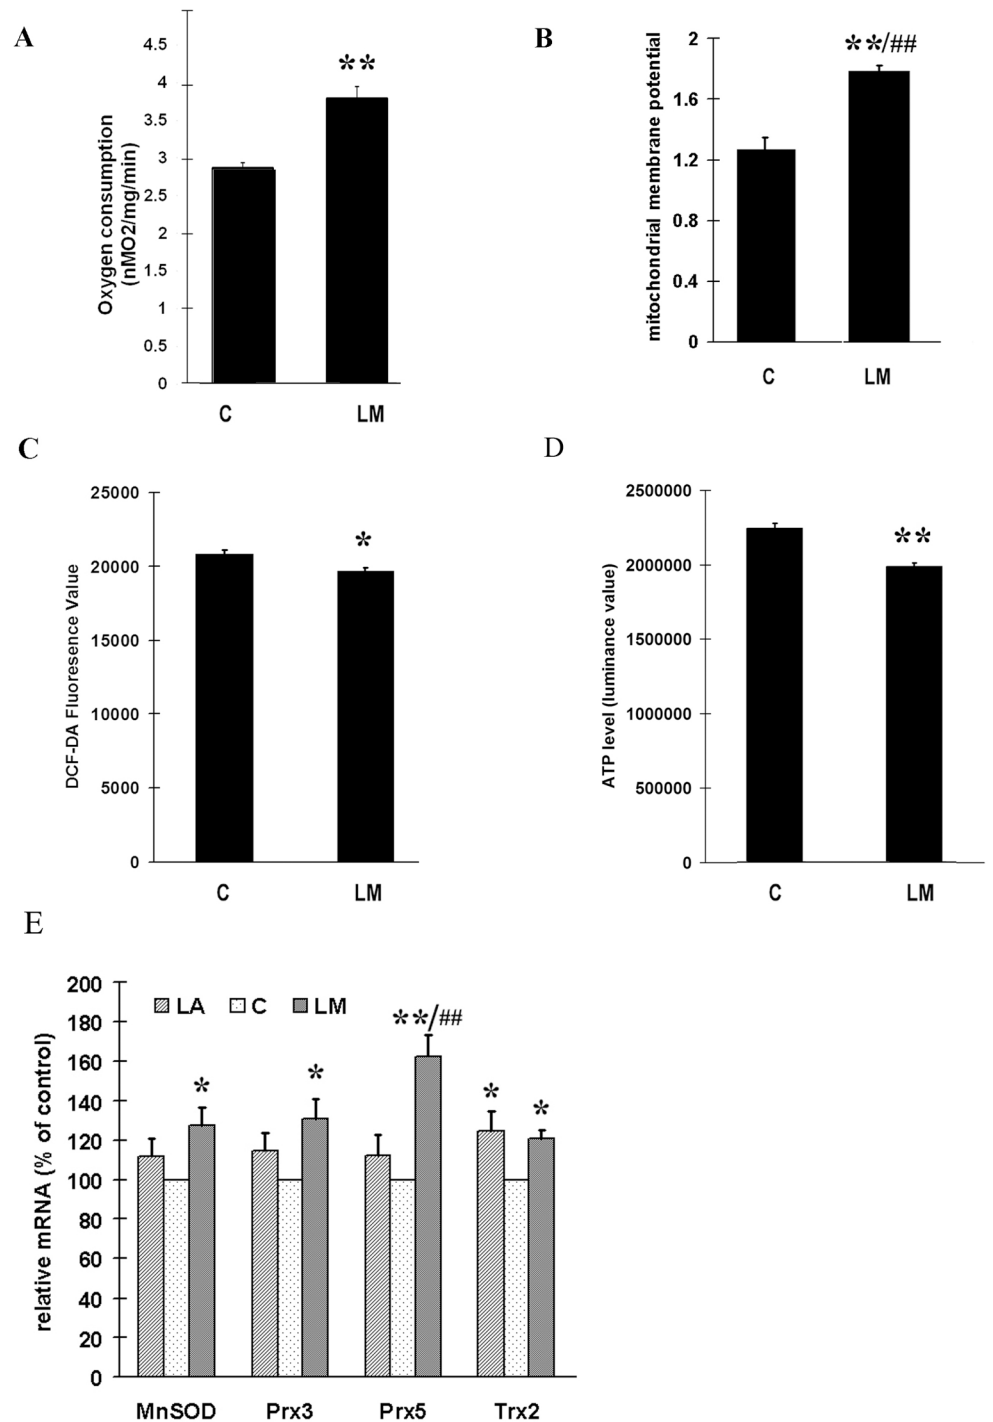 A
Oxygen consumption
(nMO2/mg/min)
4.5
4
3.5
3
2.5
2
1.5
1
0.5
0
**
C
LM
B
mitochondrial membrane potential
2
1.6
1.2
0.8
0.4
0
**/##
C
LM
C
DCF-DA Fluoresence Value
25000
20000
15000
10000
5000
0
*
C
LM
D
ATP level (luminance value)
2500000
2000000
1500000
1000000
500000
0
**
C
LM
E
relative mRNA (% of control)
200
180
160
140
120
100
80
60
40
20
0
LA C LM
*
*
**/##
*
*
MnSOD Prx3 Prx5 Trx2